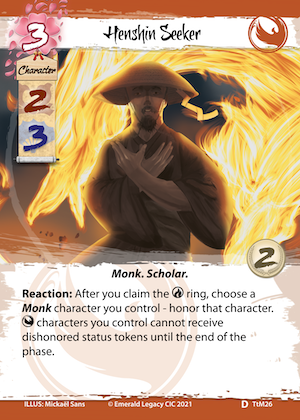 3
Henshin Seeker
Character
2
3
2
Monk. Scholar.
Reaction: After you claim the ring, choose a
Monk character you control - honor that character.
characters you control cannot receive
dishonored status tokens until the end of the
phase.
ILLUS: Mickaël Sans © Emerald Legacy CIC 2021 D TtM26